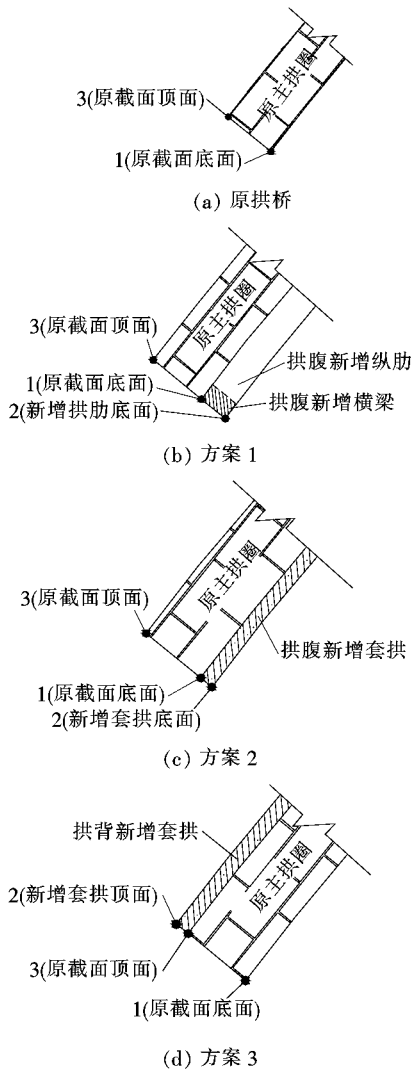 原主拱圈
3(原截面顶面)
1(原截面底面)
(a) 原拱桥
原主拱圈
3(原截面顶面)
1(原截面底面)
2(新增拱肋底面)
拱腹新增纵肋
拱腹新增横梁
(b) 方案1
原主拱圈
3(原截面顶面)
拱腹新增套拱
1(原截面底面)
2(新增套拱底面)
(c) 方案2
拱背新增套拱
原主拱圈
2(新增套拱顶面)
3(原截面顶面)
1(原截面底面)
(d) 方案3